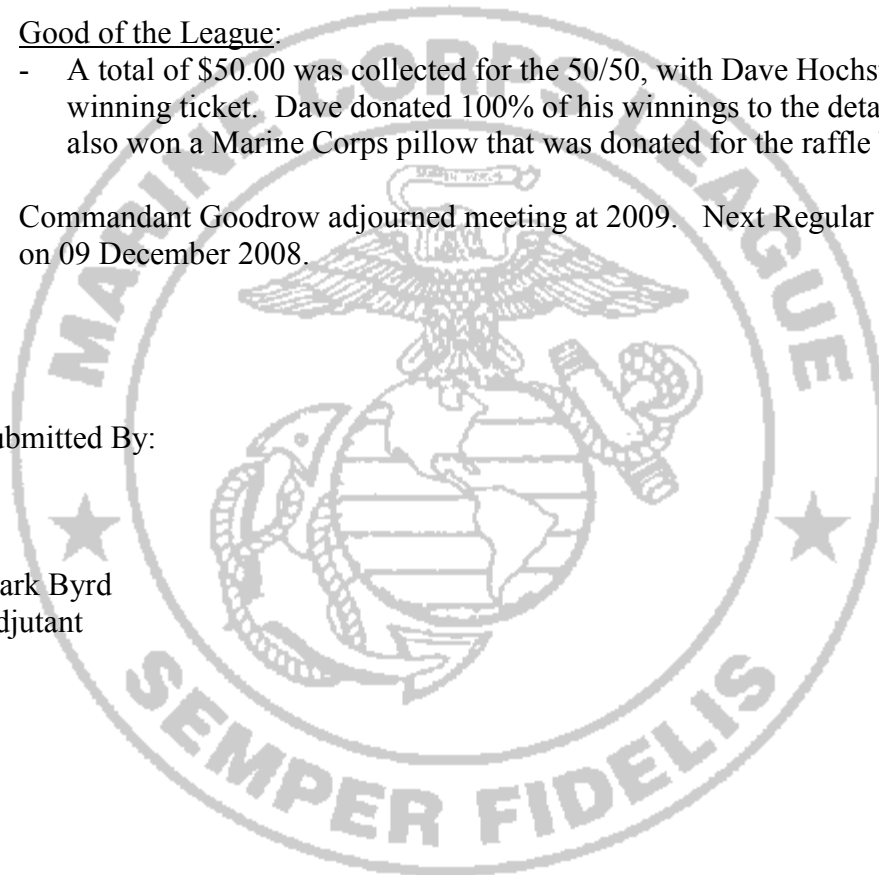 Good of the League:
- A total of $50.00 was collected for the 50/50, with Dave
winning ticket. Dave donated 100% of his winnings to the
also won a Marine Corps pillow that was donated for the raffle
Commandant Goodrow adjourned meeting at 2009. Next Regular
on 09 December 2008.
ubmitted By:
ark Byrd
djutant
MARINE CORPS LEAGUE
SEMPER FIDELIS